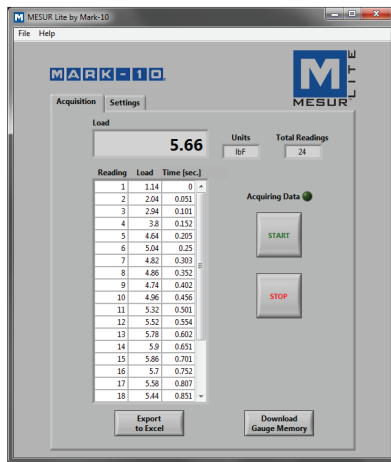 MESUR Lite by Mark-10
File Help
MARK-10
M
MESUR
LITE
Acquisition Settings
Load
5.66
Units
lbF
Total Readings
24
Reading Load Time [sec.]
1 1.14 0
2 2.04 0.051
3 2.94 0.101
4 3.8 0.152
5 4.64 0.205
6 5.04 0.25
7 4.82 0.303
8 4.86 0.352
9 4.74 0.402
10 4.96 0.456
11 5.32 0.501
12 5.52 0.554
13 5.78 0.602
14 5.9 0.651
15 5.86 0.701
16 5.7 0.752
17 5.58 0.807
18 5.44 0.851
Acquiring Data
START
STOP
Export
to Excel
Download
Gauge Memory